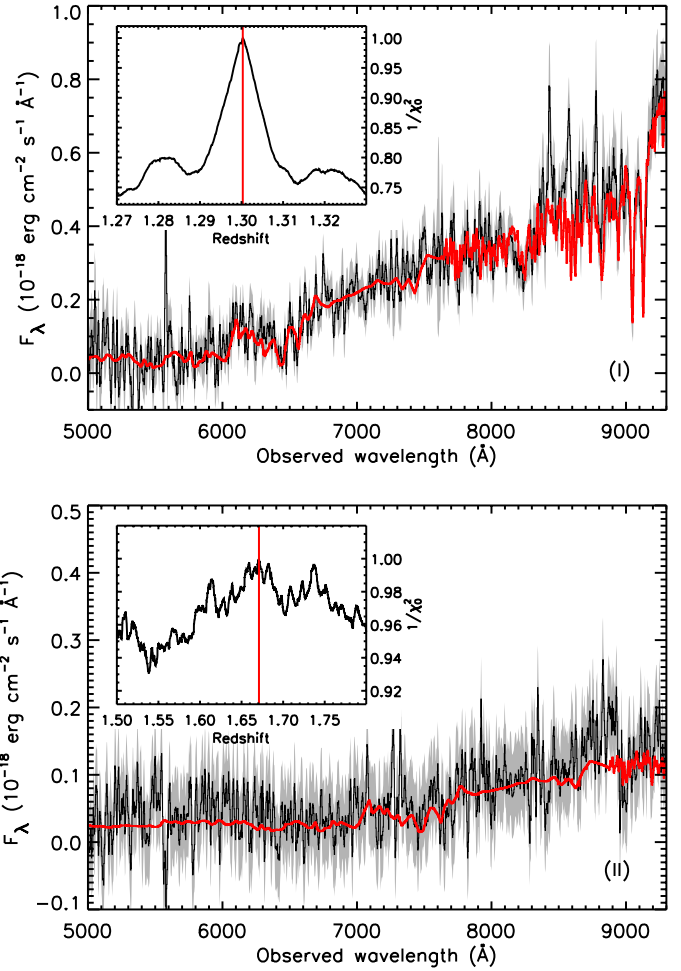 1.0
0.8
0.6
0.4
0.2
0.0
F_λ (10⁻¹⁸ erg cm⁻² s⁻¹ Å⁻¹)
1.00
0.95
0.90
0.85
0.80
0.75
1/χ₀²
1.27 1.28 1.29 1.30 1.31 1.32
Redshift
(I)
5000 6000 7000 8000 9000
Observed wavelength (Å)
0.5
0.4
0.3
0.2
0.1
0.0
−0.1
F_λ (10⁻¹⁸ erg cm⁻² s⁻¹ Å⁻¹)
1.00
0.98
0.96
0.94
0.92
1/χ₀²
1.50 1.55 1.60 1.67 1.70 1.75
Redshift
(II)
5000 6000 7000 8000 9000
Observed wavelength (Å)